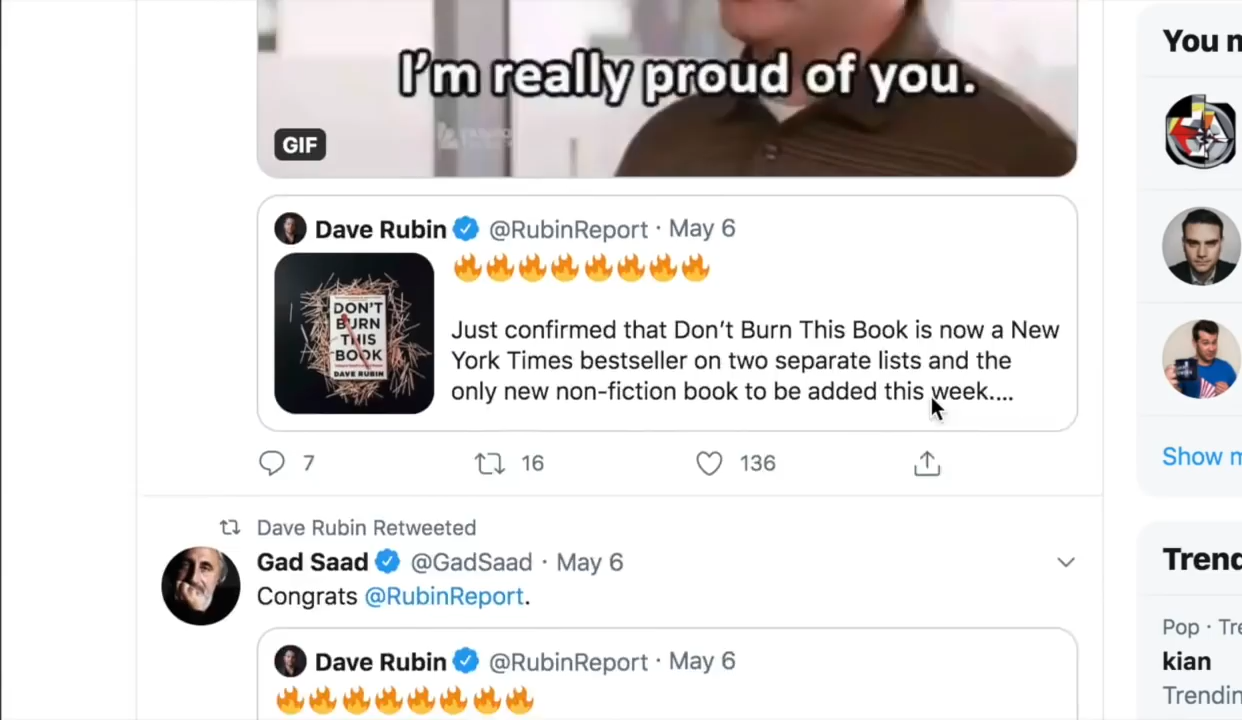 I'm really proud of you.
GIF
You
Dave Rubin @RubinReport · May 6
🔥🔥🔥🔥🔥🔥🔥🔥
DON'T
BURN
THIS
BOOK
DAVE RUBIN
Just confirmed that Don't Burn This Book is now a New
York Times bestseller on two separate lists and the
only new non-fiction book to be added this week....
7 16 136
Show
Dave Rubin Retweeted
Gad Saad @GadSaad · May 6
Congrats @RubinReport.
Trend
Pop · Tre
kian
Trendin
Dave Rubin @RubinReport · May 6
🔥🔥🔥🔥🔥🔥🔥🔥